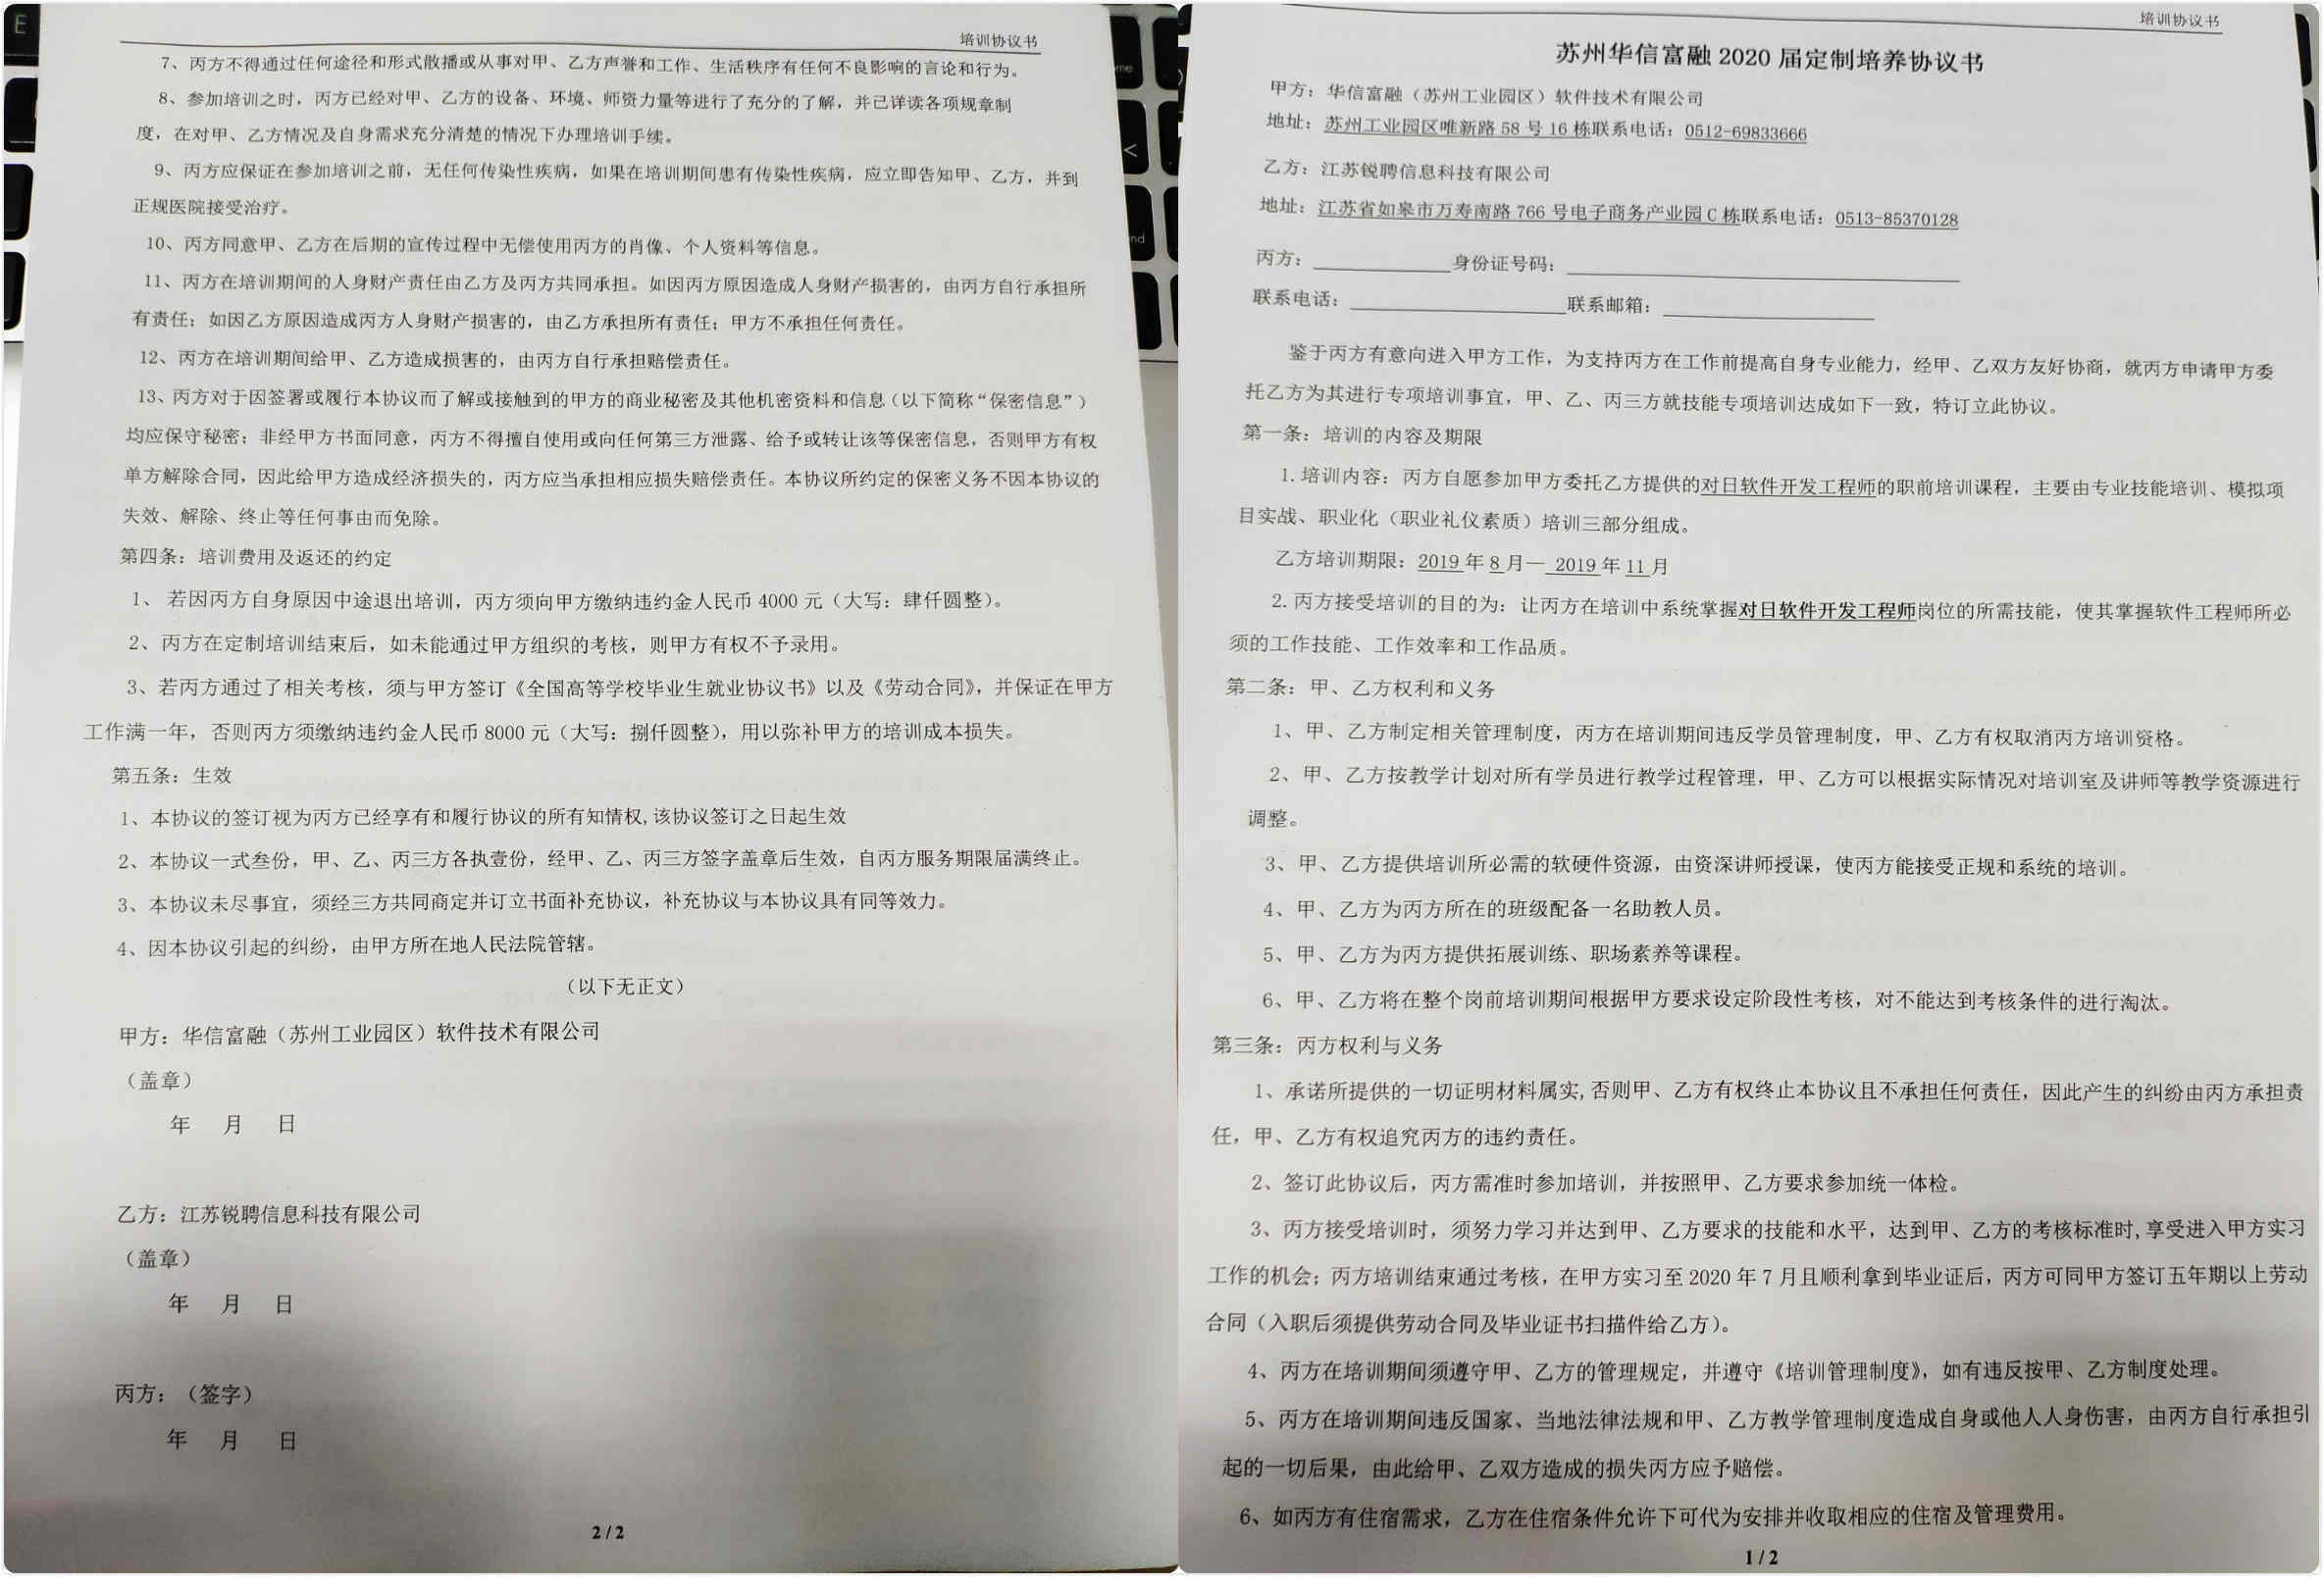 培训协议书
苏州华信富融 2020 届定制培养协议书
甲方：华信富融（苏州工业园区）软件技术有限公司
地址：苏州工业园区唯新路 58 号 16 栋联系电话：0512-69833666
乙方：江苏锐聘信息科技有限公司
地址：江苏省如皋市万寿南路 766 号电子商务产业园 C 栋联系电话：0513-85370128
丙方：____________身份证号码：____________
联系电话：____________联系邮箱：____________
鉴于丙方有意向进入甲方工作，为支持丙方在工作前提高自身专业能力，经甲、乙双方友好协商，就丙方申请甲方委
托乙方为其进行专项培训事宜，甲、乙、丙三方就技能专项培训达成如下一致，特订立此协议。
第一条：培训的内容及期限
1.培训内容：丙方自愿参加甲方委托乙方提供的对日软件开发工程师的职前培训课程，主要由专业技能培训、模拟项
目实战、职业化（职业礼仪素质）培训三部分组成。
乙方培训期限：2019 年 8 月— 2019 年 11 月
2.丙方接受培训的目的为：让丙方在培训中系统掌握对日软件开发工程师岗位的所需技能，使其掌握软件工程师所必
须的工作技能、工作效率和工作品质。
第二条：甲、乙方权利和义务
1、甲、乙方制定相关管理制度，丙方在培训期间违反学员管理制度，甲、乙方有权取消丙方培训资格。
2、甲、乙方按教学计划对所有学员进行教学过程管理，甲、乙方可以根据实际情况对培训室及讲师等教学资源进行
调整。
3、甲、乙方提供培训所必需的软硬件资源，由资深讲师授课，使丙方能接受正规和系统的培训。
4、甲、乙方为丙方所在的班级配备一名助教人员。
5、甲、乙方为丙方提供拓展训练、职场素养等课程。
6、甲、乙方将在整个岗前培训期间根据甲方要求设定阶段性考核，对不能达到考核条件的进行淘汰。
第三条：丙方权利与义务
1、承诺所提供的一切证明材料属实,否则甲、乙方有权终止本协议且不承担任何责任，因此产生的纠纷由丙方承担责
任，甲、乙方有权追究丙方的违约责任。
2、签订此协议后，丙方需准时参加培训，并按照甲、乙方要求参加统一体检。
3、丙方接受培训时，须努力学习并达到甲、乙方要求的技能和水平，达到甲、乙方的考核标准时,享受进入甲方实习
工作的机会；丙方培训结束通过考核，在甲方实习至 2020 年 7 月且顺利拿到毕业证后，丙方可同甲方签订五年期以上劳动
合同（入职后须提供劳动合同及毕业证书扫描件给乙方）。
4、丙方在培训期间须遵守甲、乙方的管理规定，并遵守《培训管理制度》，如有违反按甲、乙方制度处理。
5、丙方在培训期间违反国家、当地法律法规和甲、乙方教学管理制度造成自身或他人人身伤害，由丙方自行承担引
起的一切后果，由此给甲、乙双方造成的损失丙方应予赔偿。
6、如丙方有住宿需求，乙方在住宿条件允许下可代为安排并收取相应的住宿及管理费用。
1 / 2
培训协议书
7、丙方不得通过任何途径和形式散播或从事对甲、乙方声誉和工作、生活秩序有任何不良影响的言论和行为。
8、参加培训之时，丙方已经对甲、乙方的设备、环境、师资力量等进行了充分的了解，并已详读各项规章制
度，在对甲、乙方情况及自身需求充分清楚的情况下办理培训手续。
9、丙方应保证在参加培训之前，无任何传染性疾病，如果在培训期间患有传染性疾病，应立即告知甲、乙方，并到
正规医院接受治疗。
10、丙方同意甲、乙方在后期的宣传过程中无偿使用丙方的肖像、个人资料等信息。
11、丙方在培训期间的人身财产责任由乙方及丙方共同承担。如因丙方原因造成人身财产损害的，由丙方自行承担所
有责任；如因乙方原因造成丙方人身财产损害的，由乙方承担所有责任；甲方不承担任何责任。
12、丙方在培训期间给甲、乙方造成损害的，由丙方自行承担赔偿责任。
13、丙方对于因签署或履行本协议而了解或接触到的甲方的商业秘密及其他机密资料和信息（以下简称“保密信息”）
均应保守秘密；非经甲方书面同意，丙方不得擅自使用或向任何第三方泄露、给予或转让该等保密信息，否则甲方有权
单方解除合同，因此给甲方造成经济损失的，丙方应当承担相应损失赔偿责任。本协议所约定的保密义务不因本协议的
失效、解除、终止等任何事由而免除。
第四条：培训费用及返还的约定
1、 若因丙方自身原因中途退出培训，丙方须向甲方缴纳违约金人民币 4000 元（大写：肆仟圆整）。
2、丙方在定制培训结束后，如未能通过甲方组织的考核，则甲方有权不予录用。
3、若丙方通过了相关考核，须与甲方签订《全国高等学校毕业生就业协议书》以及《劳动合同》，并保证在甲方
工作满一年，否则丙方须缴纳违约金人民币 8000 元（大写：捌仟圆整），用以弥补甲方的培训成本损失。
第五条：生效
1、本协议的签订视为丙方已经享有和履行协议的所有知情权,该协议签订之日起生效
2、本协议一式叁份，甲、乙、丙三方各执壹份，经甲、乙、丙三方签字盖章后生效，自丙方服务期限届满终止。
3、本协议未尽事宜，须经三方共同商定并订立书面补充协议，补充协议与本协议具有同等效力。
4、因本协议引起的纠纷，由甲方所在地人民法院管辖。
（以下无正文）
甲方：华信富融（苏州工业园区）软件技术有限公司
（盖章）
年 月 日
乙方：江苏锐聘信息科技有限公司
（盖章）
年 月 日
丙方：（签字）
年 月 日
2 / 2